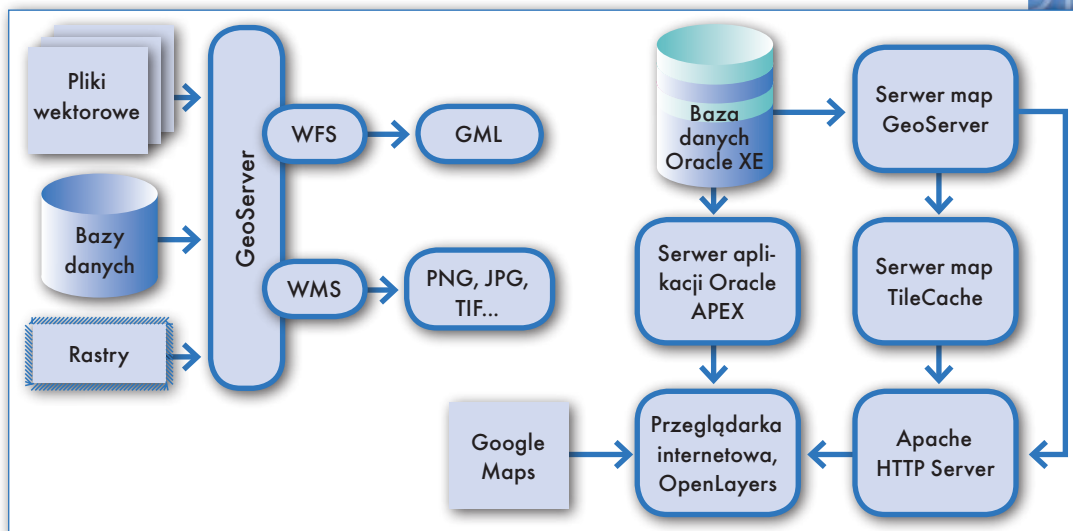 Pliki
wektorowe
Bazy
danych
Rastry
GeoServer
WFS
GML
WMS
PNG, JPG,
TIF...
Baza
danych
Oracle XE
Serwer map
GeoServer
Serwer apli-
kacji Oracle
APEX
Serwer map
TileCache
Google
Maps
Przeglądarka
internetowa,
OpenLayers
Apache
HTTP Server